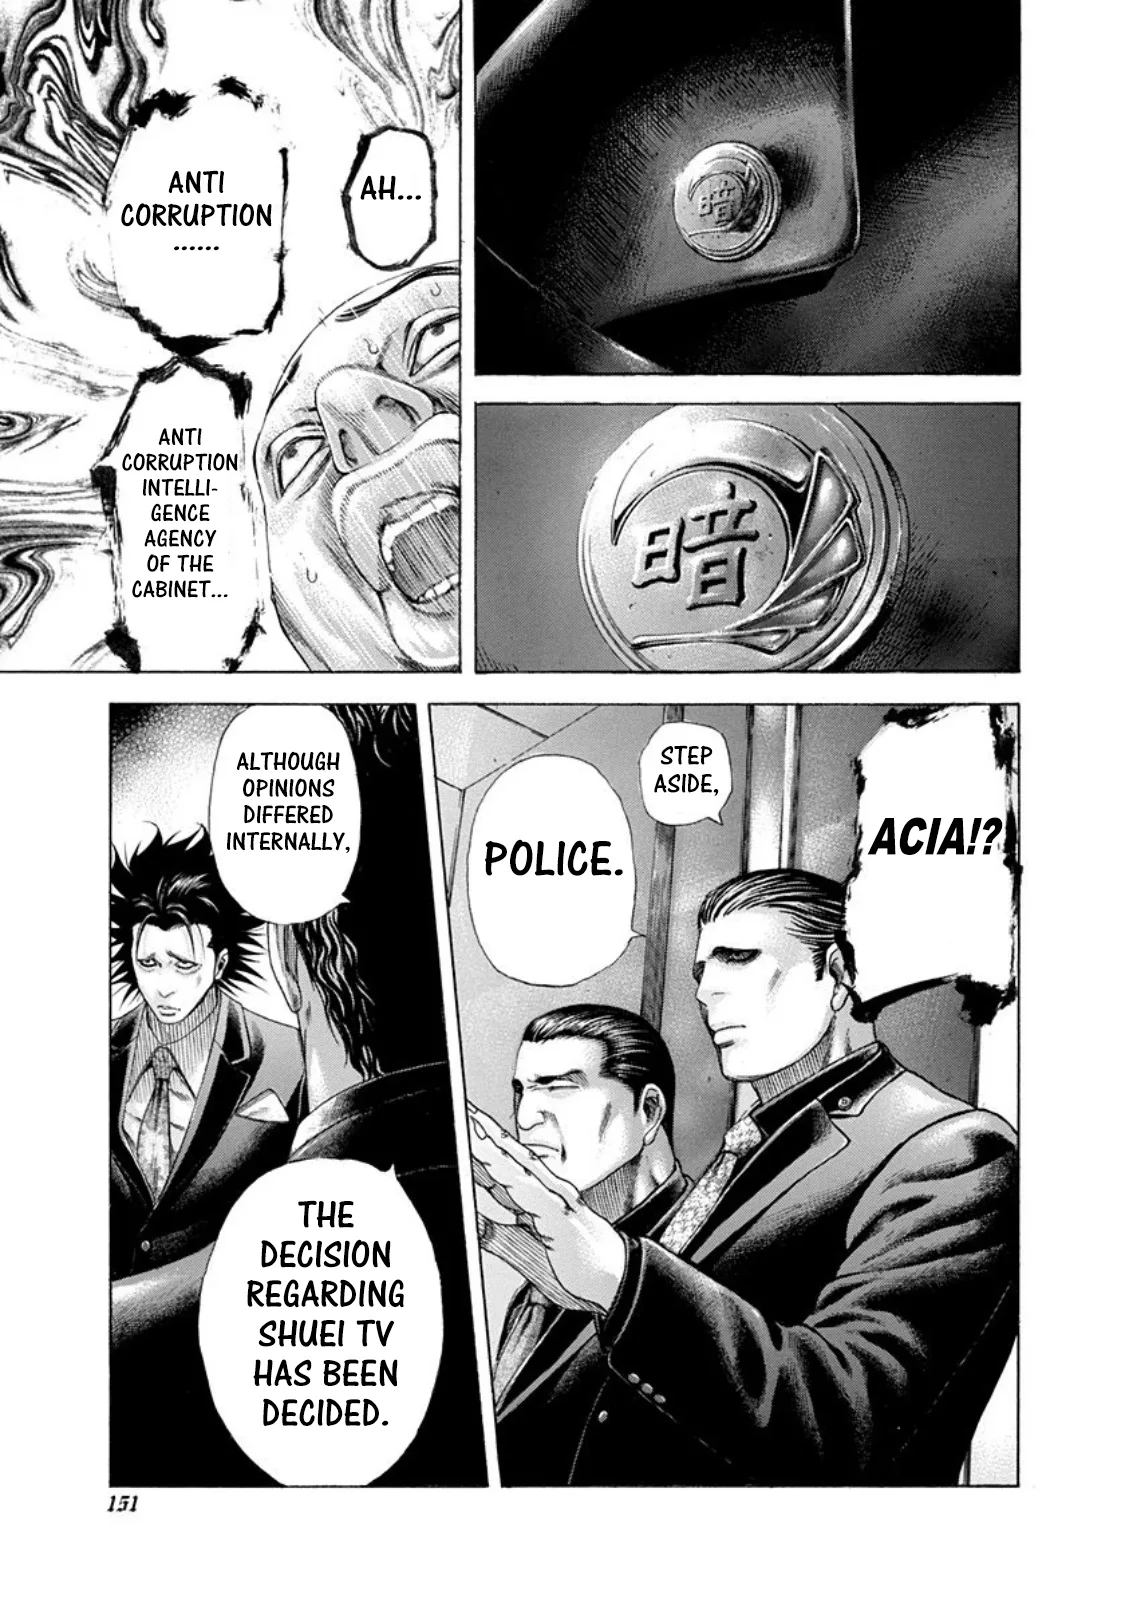 暗
暗
AH...
ANTI
CORRUPTION
......
ANTI
CORRUPTION
INTELLI-
GENCE
AGENCY
OF THE
CABINET...
ACIA!?
STEP
ASIDE,
POLICE.
ALTHOUGH
OPINIONS
DIFFERED
INTERNALLY,
THE
DECISION
REGARDING
SHUEI TV
HAS BEEN
DECIDED.
151